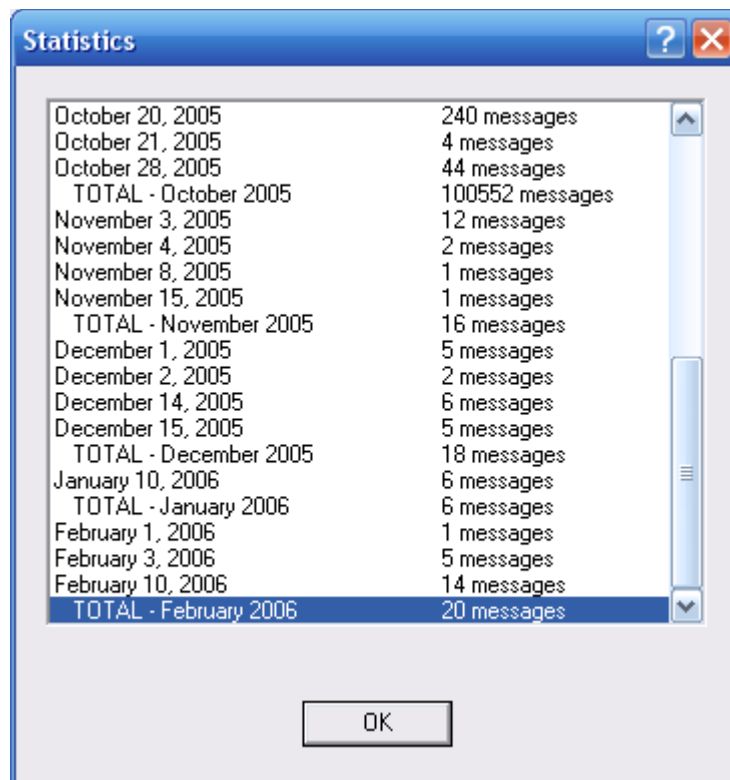 Statistics
October 20, 2005 240 messages
October 21, 2005 4 messages
October 28, 2005 44 messages
TOTAL - October 2005 100552 messages
November 3, 2005 12 messages
November 4, 2005 2 messages
November 8, 2005 1 messages
November 15, 2005 1 messages
TOTAL - November 2005 16 messages
December 1, 2005 5 messages
December 2, 2005 2 messages
December 14, 2005 6 messages
December 15, 2005 5 messages
TOTAL - December 2005 18 messages
January 10, 2006 6 messages
TOTAL - January 2006 6 messages
February 1, 2006 1 messages
February 3, 2006 5 messages
February 10, 2006 14 messages
TOTAL - February 2006 20 messages
OK